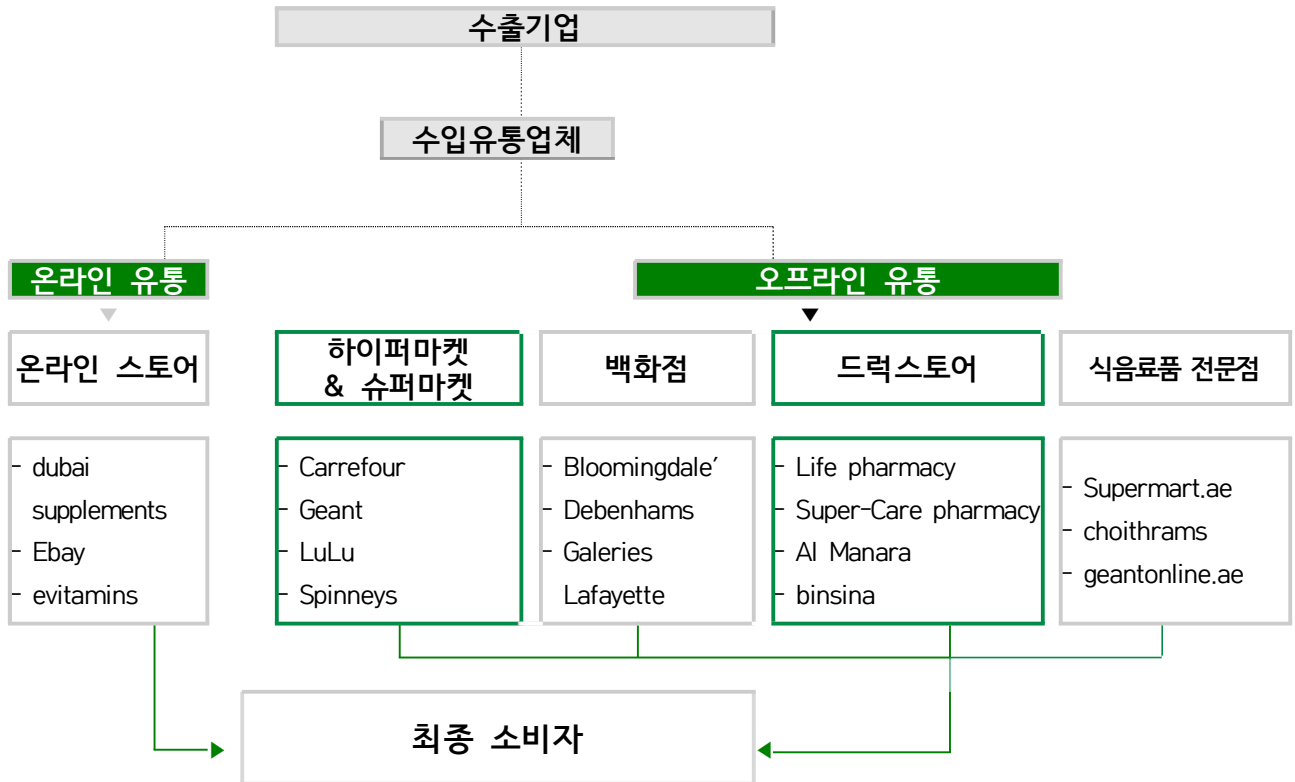 수출기업
수입유통업체
온라인 유통
오프라인 유통
온라인 스토어
하이퍼마켓
& 슈퍼마켓
백화점
드럭스토어
식음료품 전문점
- dubai
supplements
- Ebay
- evitamins
- Carrefour
- Geant
- LuLu
- Spinneys
- Bloomingdale′
- Debenhams
- Galeries
Lafayette
- Life pharmacy
- Super-Care pharmacy
- Al Manara
- binsina
- Supermart.ae
- choithrams
- geantonline.ae
최종 소비자